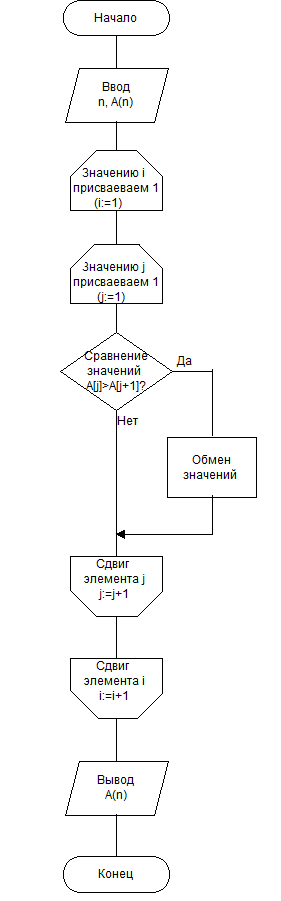 Начало
Ввод
n, A(n)
Значению i
присваеваем 1
(i:=1)
Значению j
присваеваем 1
(j:=1)
Сравнение
значений
A[j]>A[j+1]?
Да
Нет
Обмен
значений
Сдвиг
элемента j
j:=j+1
Сдвиг
элемента i
i:=i+1
Вывод
A(n)
Конец